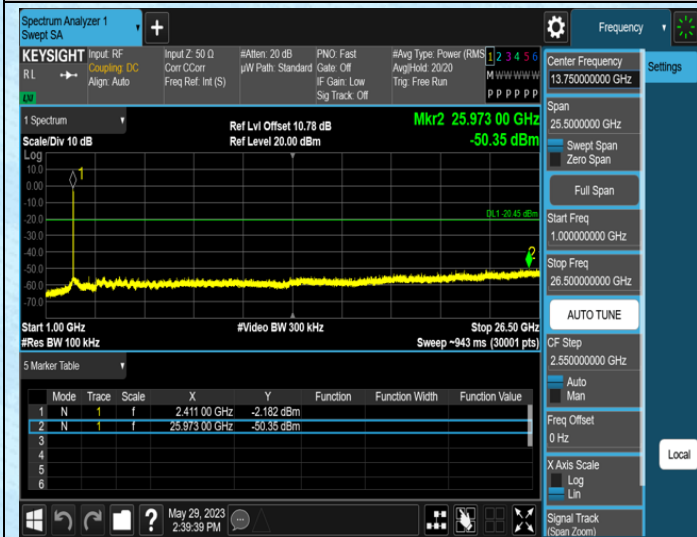 Spectrum Analyzer 1
Swept SA
+
Frequency
KEYSIGHT
RL
LXI
Input: RF
Coupling: DC
Align: Auto
Input Z: 50 Ω
Corr CCorr
Freq Ref: Int (S)
#Atten: 20 dB
µW Path: Standard
PNO: Fast
Gate: Off
IF Gain: Low
Sig Track: Off
#Avg Type: Power (RMS
Avg|Hold: 20/20
Trig: Free Run
1 2 3 4 5 6
M W W W W W
P P P P P P
1 Spectrum
Scale/Div 10 dB
Ref Lvl Offset 10.78 dB
Ref Level 20.00 dBm
Mkr2 25.973 00 GHz
-50.35 dBm
Log
10.0
0.00
-10.0
-20.0
-30.0
-40.0
-50.0
-60.0
-70.0
1
DL1 -20.45 dBm
2
Start 1.00 GHz
#Res BW 100 kHz
#Video BW 300 kHz
Stop 26.50 GHz
Sweep ~943 ms (30001 pts)
5 Marker Table
Mode Trace Scale X Y Function Function Width Function Value
1 N 1 f 2.411 00 GHz -2.182 dBm
2 N 1 f 25.973 00 GHz -50.35 dBm
3
4
5
6
?
May 29, 2023
2:39:39 PM
Center Frequency
13.750000000 GHz
Settings
Span
25.5000000 GHz
Swept Span
Zero Span
Full Span
Start Freq
1.000000000 GHz
Stop Freq
26.500000000 GHz
AUTO TUNE
CF Step
2.550000000 GHz
Auto
Man
Freq Offset
0 Hz
X Axis Scale
Log
Lin
Signal Track
(Span Zoom)
Local